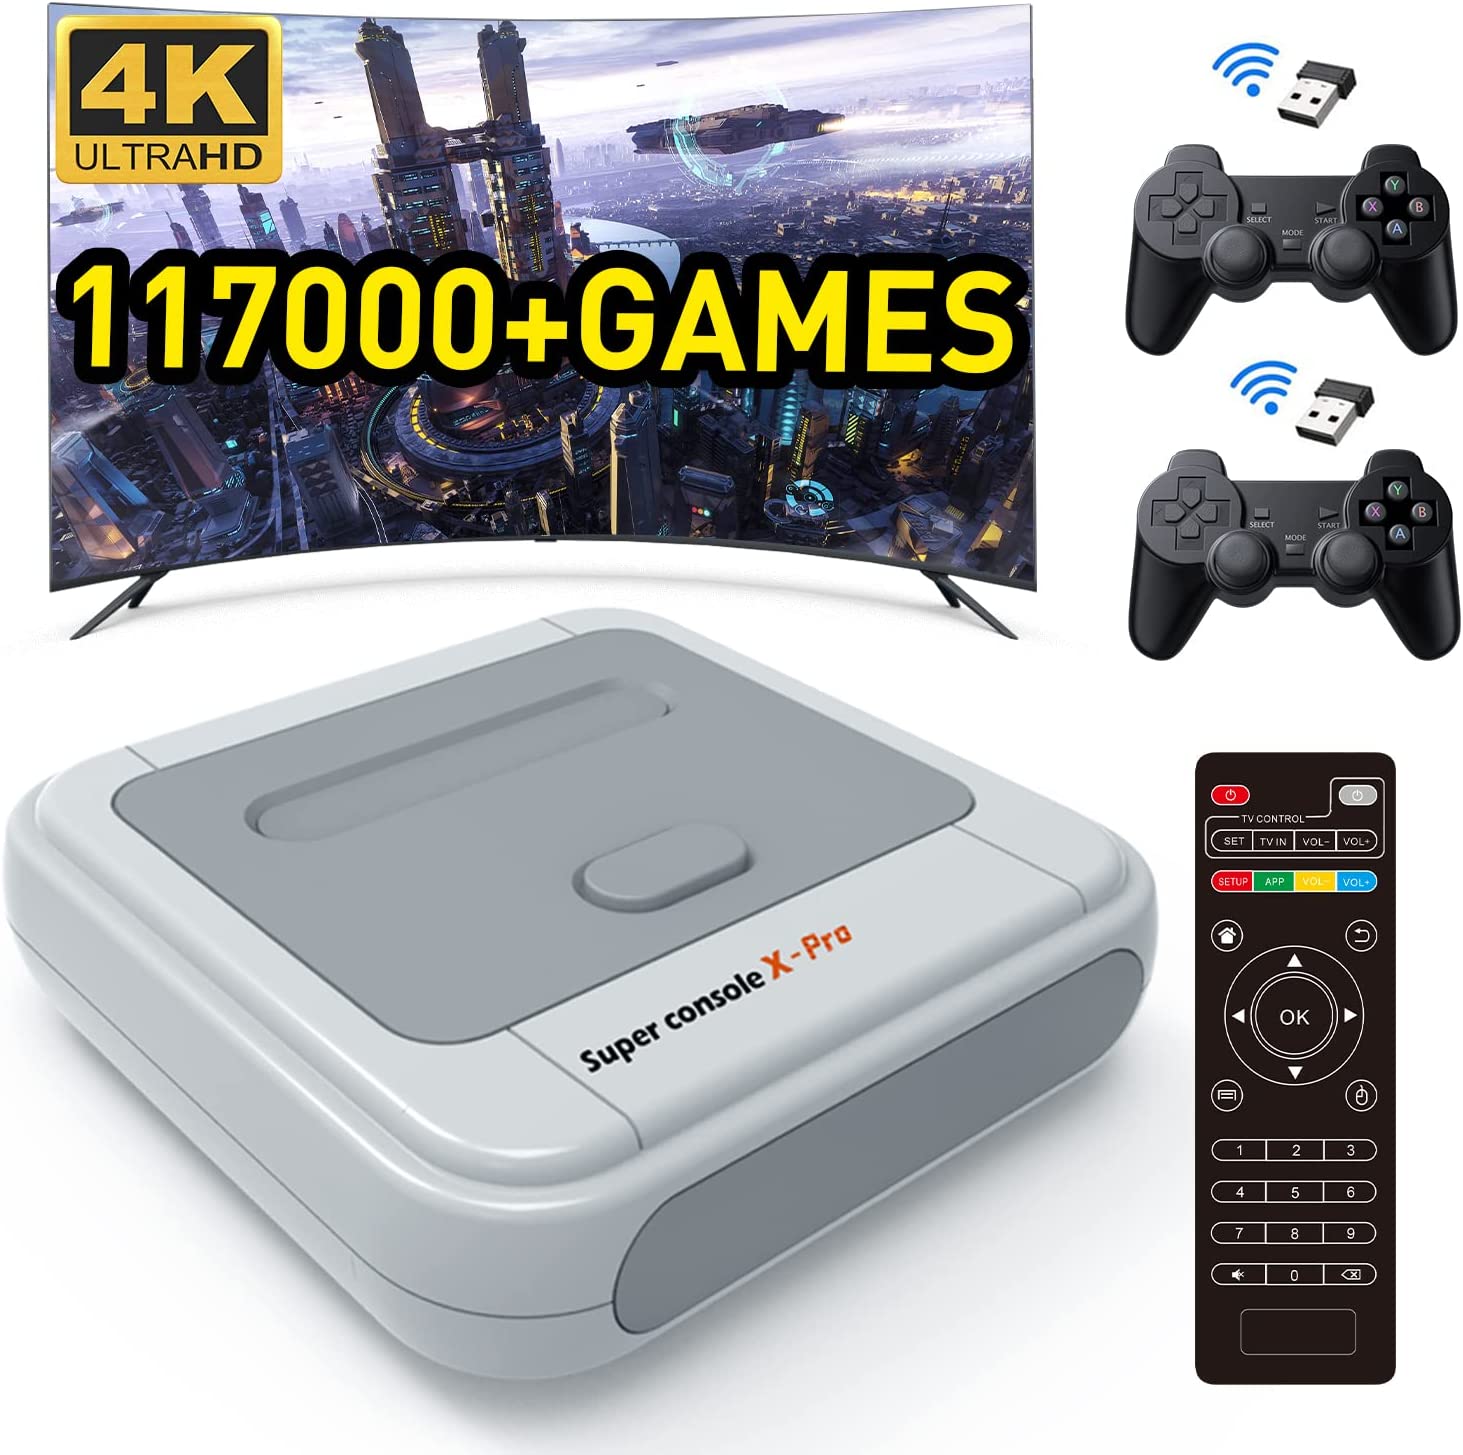 4K
ULTRAHD
117000+GAMES
Y
X B
A
SELECT START
MODE
Y
X B
A
SELECT START
MODE
Super console X-Pro
TV CONTROL
SET TV IN VOL- VOL+
SETUP APP VOL- VOL+
OK
1 2 3
4 5 6
7 8 9
0